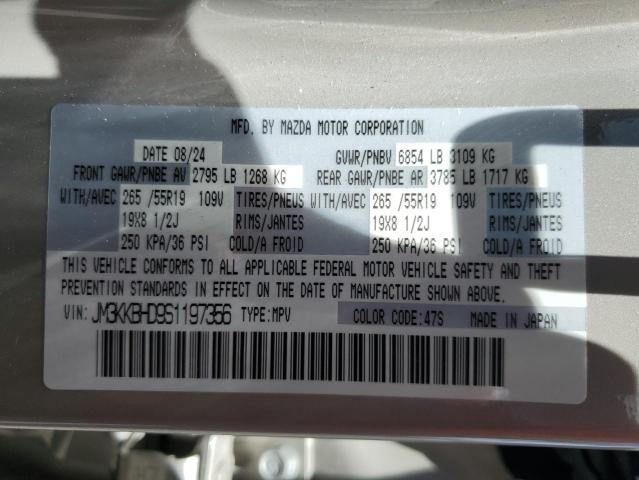 MFD. BY MAZDA MOTOR CORPORATION
DATE 08/24 GVWR/PNBV 6854 LB 3109 KG
FRONT GAWR/PNBE AV 2795 LB 1268 KG REAR GAWR/PNBE AR 3785 LB 1717 KG
WITH/AVEC 265 /55R19 109V TIRES/PNEUS WITH/AVEC 265 /55R19 109V TIRES/PNEUS
19X8 1/2J RIMS/JANTES 19X8 1/2J RIMS/JANTES
250 KPA/36 PSI COLD/A FROID 250 KPA/36 PSI COLD/A FROID
THIS VEHICLE CONFORMS TO ALL APPLICABLE FEDERAL MOTOR VEHICLE SAFETY AND THEFT
PREVENTION STANDARDS IN EFFECT ON THE DATE OF MANUFACTURE SHOWN ABOVE.
VIN: JM3KKBHD9S1197356 TYPE:MPV COLOR CODE:47S MADE IN JAPAN